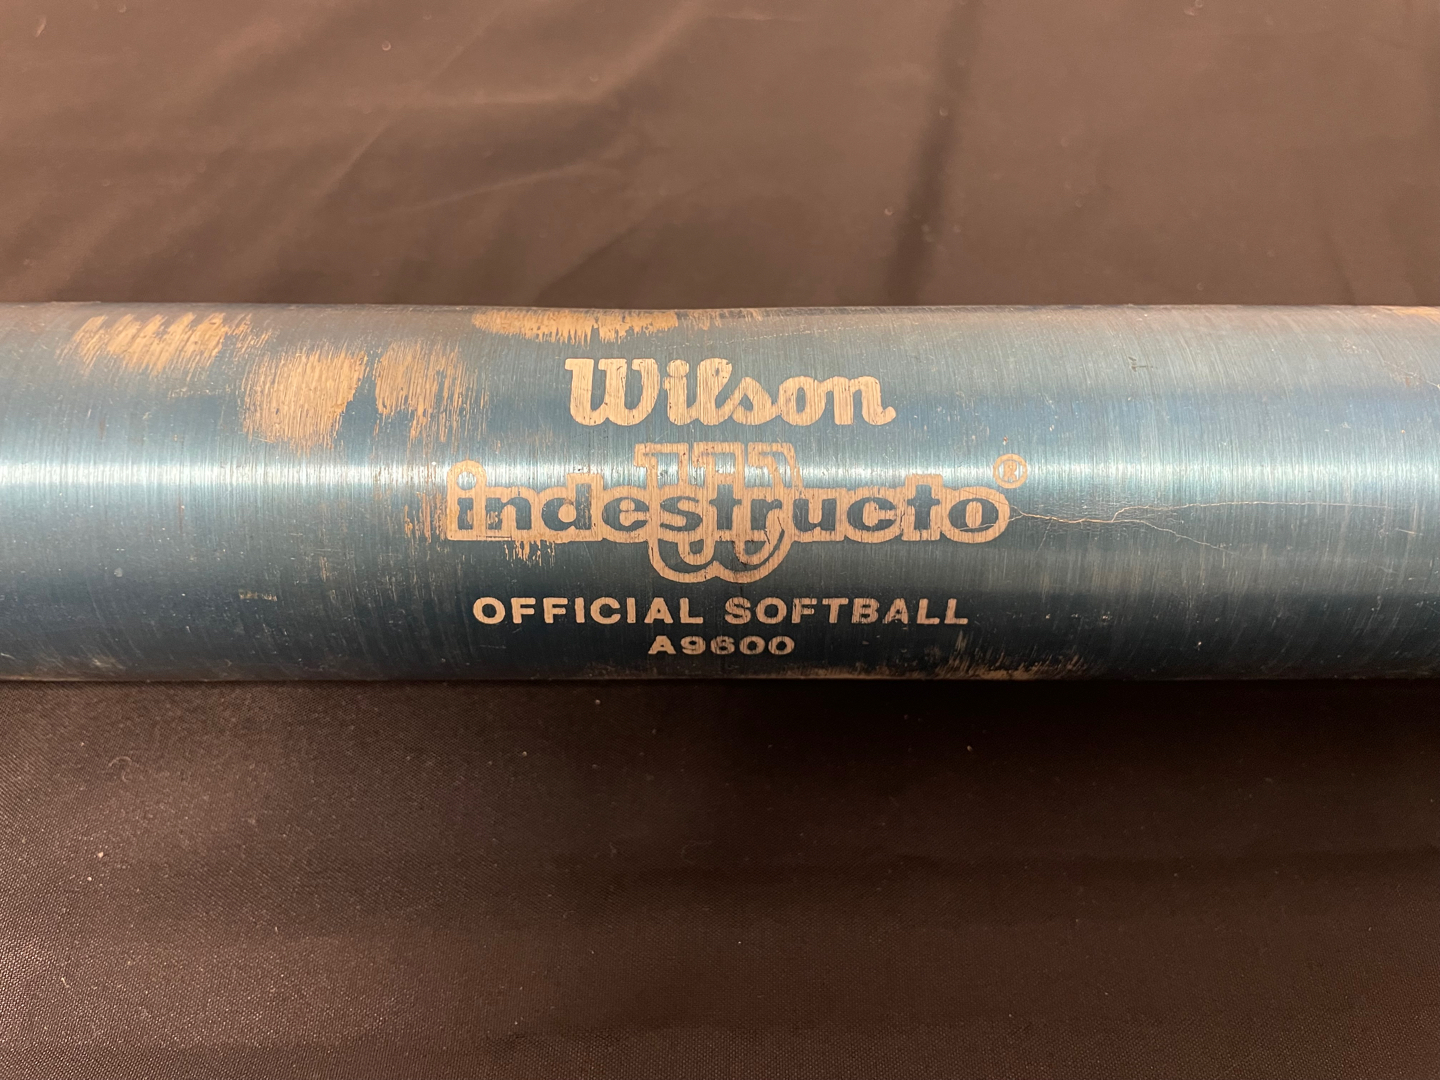 Wilson
indestructo®
W
OFFICIAL SOFTBALL
A9600